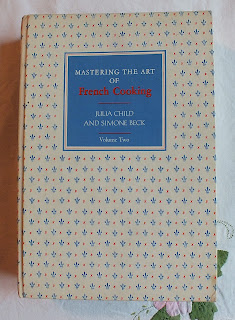 MASTERING THE ART
OF
French Cooking
JULIA CHILD
AND SIMONE BECK
Volume Two